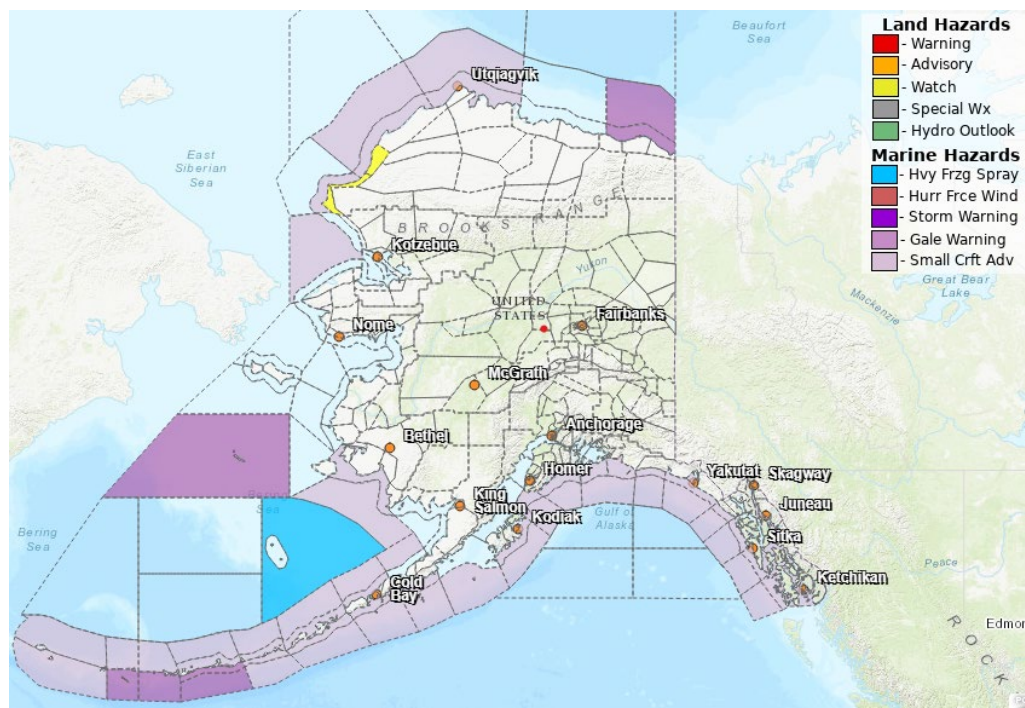 Beaufort
Sea
Land Hazards
- Warning
- Advisory
- Watch
- Special Wx
- Hydro Outlook
Marine Hazards
- Hvy Frzg Spray
- Hurr Frce Wind
- Storm Warning
- Gale Warning
- Small Crft Adv
Utqiagvik
East
Siberian
Sea
BROOKS RANGE
Kotzebue
Yukon
Great Bear
Lake
Mackenzie
UNITED
STATES
Fairbanks
Nome
McGrath
Anchorage
Bethel
Homer
Yakutat
Skagway
King
Salmon
Kodiak
Gulf of
Alaska
Juneau
Sitka
Bering
Sea
Sea
Peace
Cold
Bay
Ketchikan
Edmon
ROCK